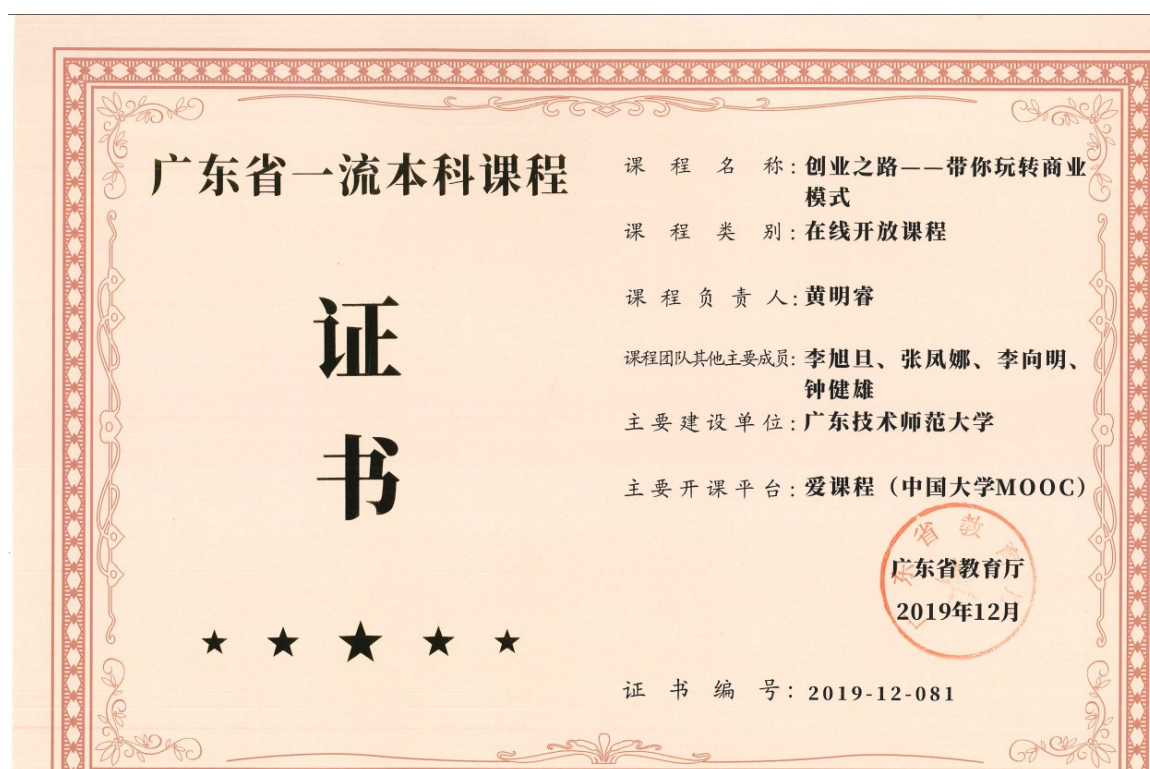 广东省一流本科课程
证
书
课程名称：创业之路——带你玩转商业
模式
课程类别：在线开放课程
课程负责人：黄明睿
课程团队其他主要成员：李旭旦、张凤娜、李向明、
钟健雄
主要建设单位：广东技术师范大学
主要开课平台：爱课程（中国大学MOOC）
广东省教育厅
2019年12月
证书编号：2019-12-081